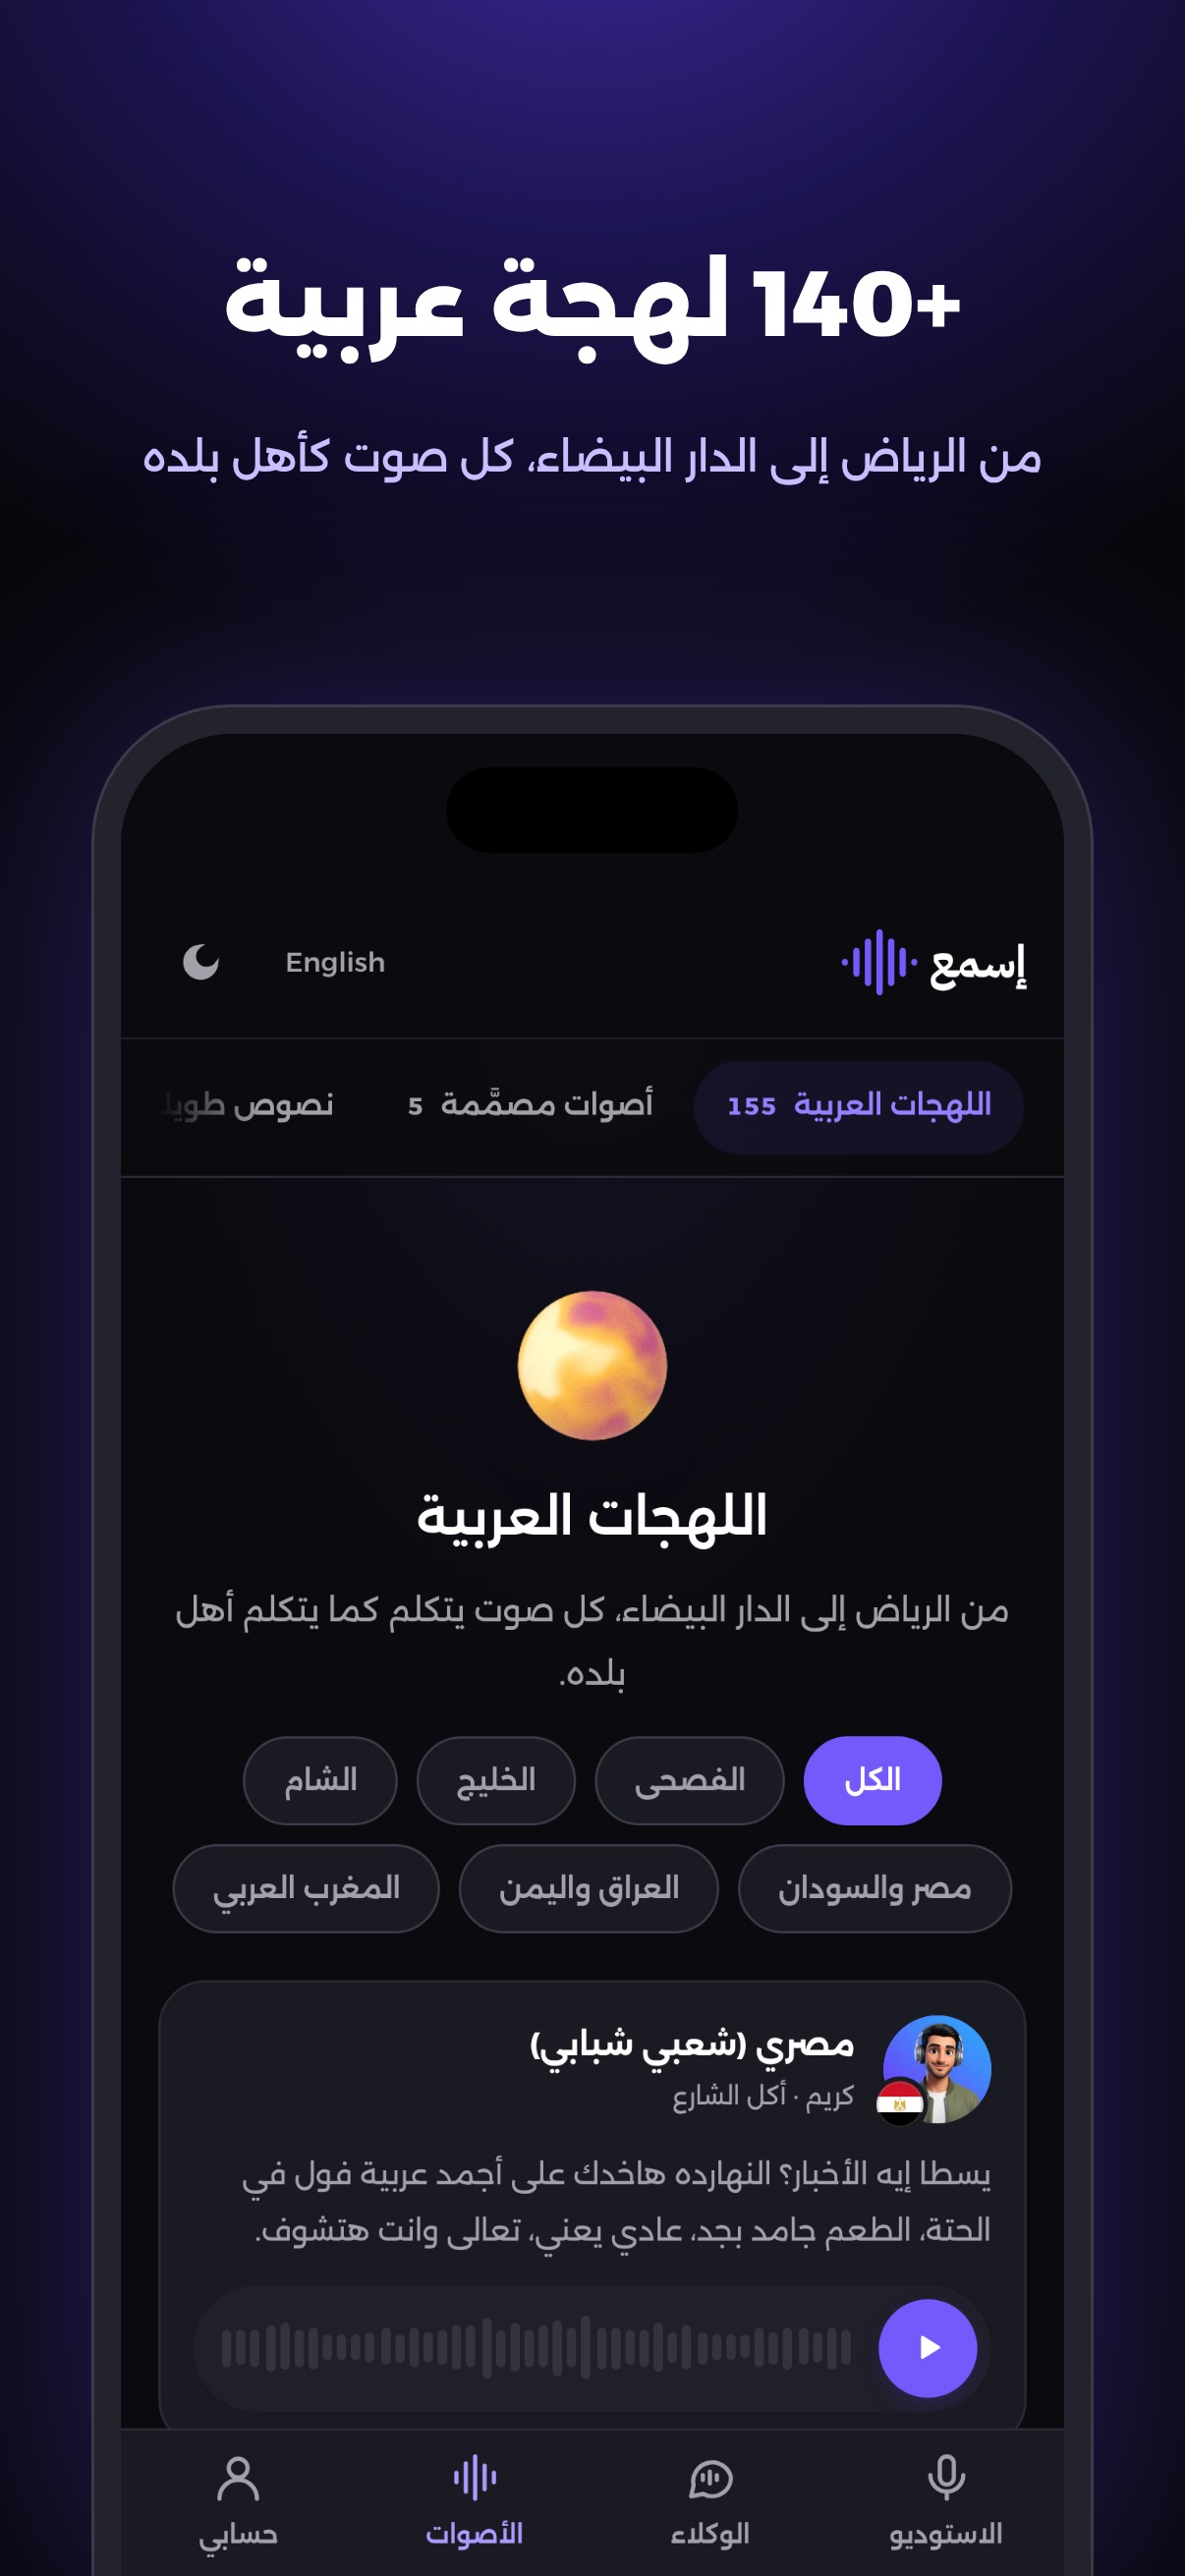 +140 لهجة عربية
من الرياض إلى الدار البيضاء، كل صوت كأهل بلده
إسمع
English
اللهجات العربية 155
أصوات مصمَّمة 5
نصوص
اللهجات العربية
من الرياض إلى الدار البيضاء، كل صوت يتكلم كما يتكلم أهل
بلده.
الكل
الفصحى
الخليج
الشام
مصر والسودان
العراق واليمن
المغرب العربي
مصري (شعبي شبابي)
كريم · أكل الشارع
يسطا إيه الأخبار؟ النهارده هاخدك على أجمد عربية فول في
الحتة، الطعم جامد بجد، عادي يعني، تعالى وانت هتشوف.
الاستوديو
الوكلاء
الأصوات
حسابي